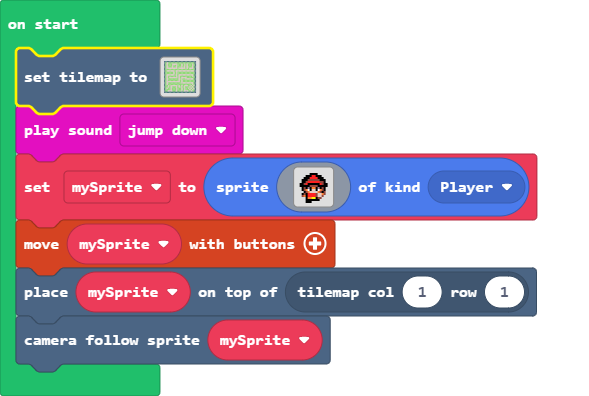 on start
set tilemap to
play sound jump down
set mySprite to sprite of kind Player
move mySprite with buttons
place mySprite on top of tilemap col 1 row 1
camera follow sprite mySprite